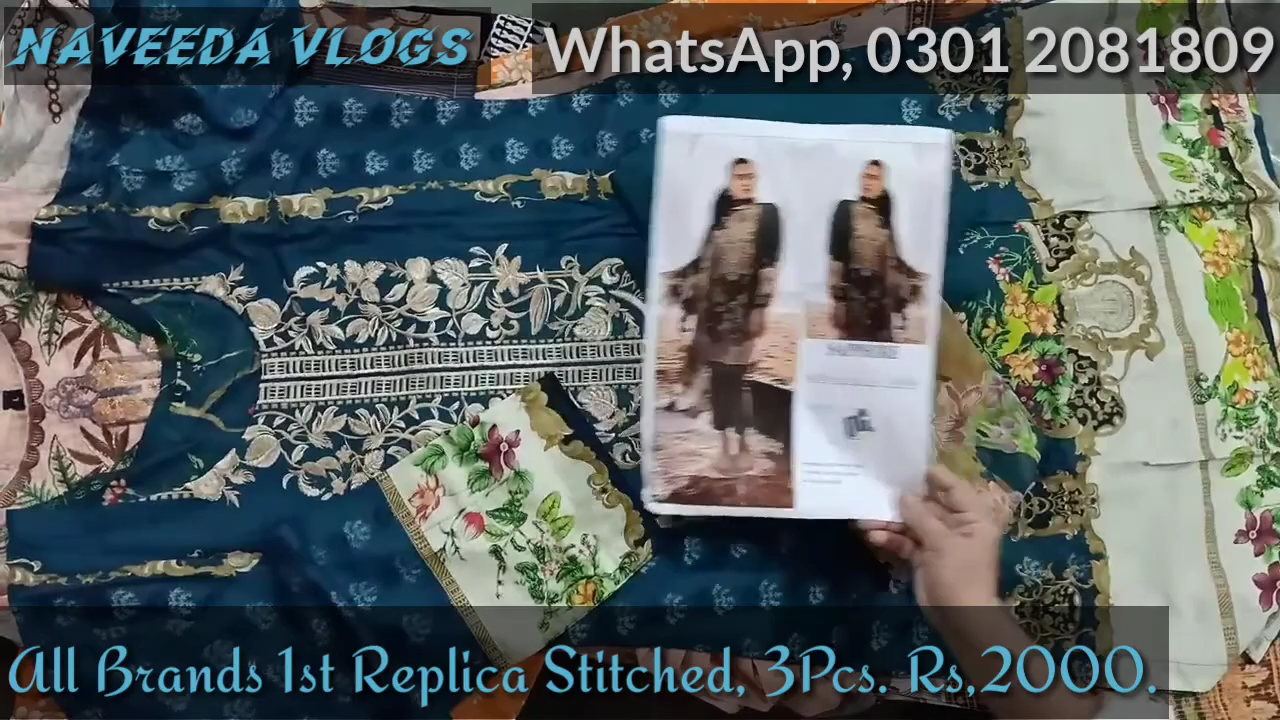 NAVEEDA VLOGS
WhatsApp, 0301 2081809
All Brands 1st Replica Stitched, 3Pcs. Rs,2000.